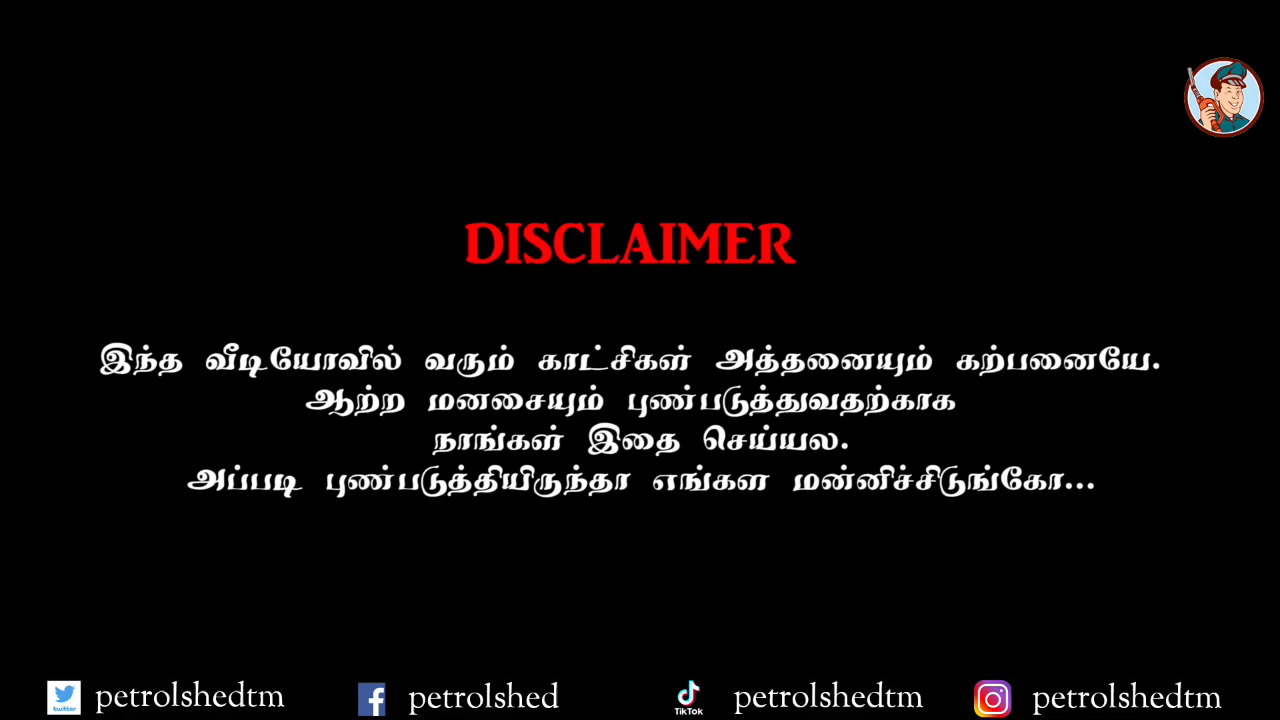 DISCLAIMER
இந்த வீடியோவில் வரும் காட்சிகள் அத்தனையும் கற்பனையே.
ஆற்ற மனசையும் புண்படுத்துவதற்காக
நாங்கள் இதை செய்யல.
அப்படி புண்படுத்தியிருந்தா எங்கள மன்னிச்சிடுங்கோ...
twitter petrolshedtm petrolshed TikTok petrolshedtm petrolshedtm